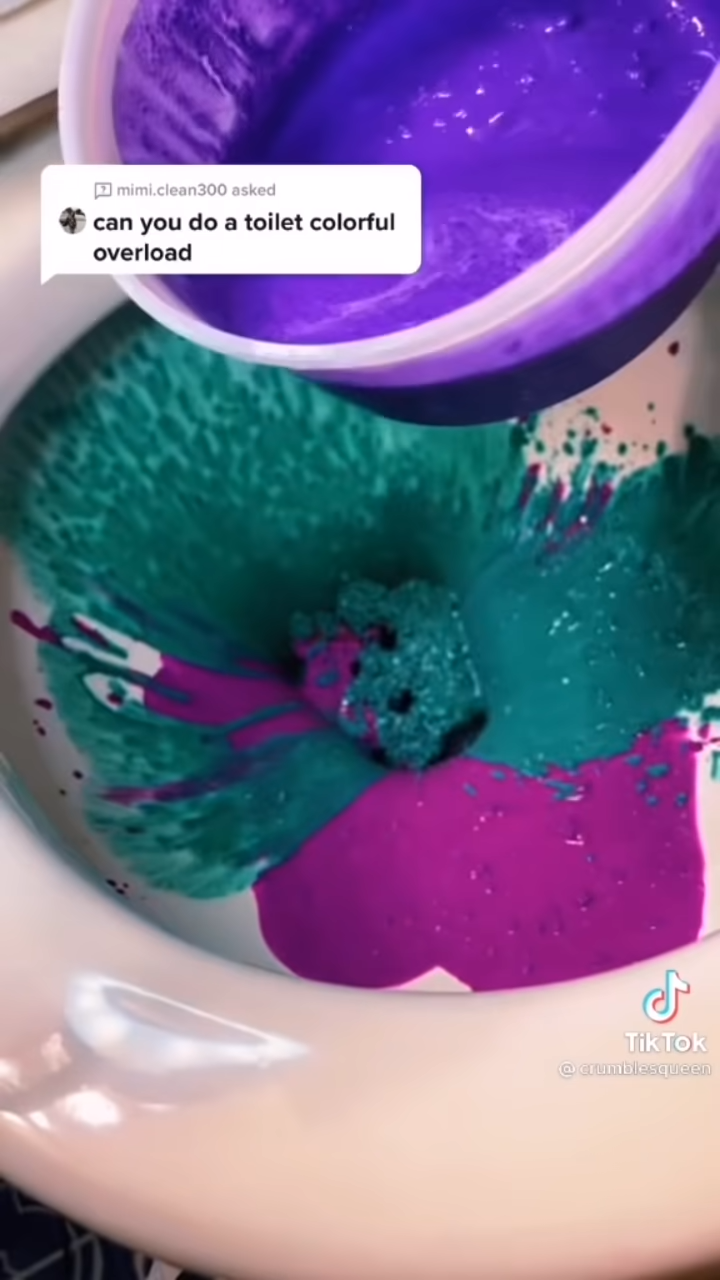 mimi.clean300 asked
can you do a toilet colorful
overload
TikTok
@crumblesqueen